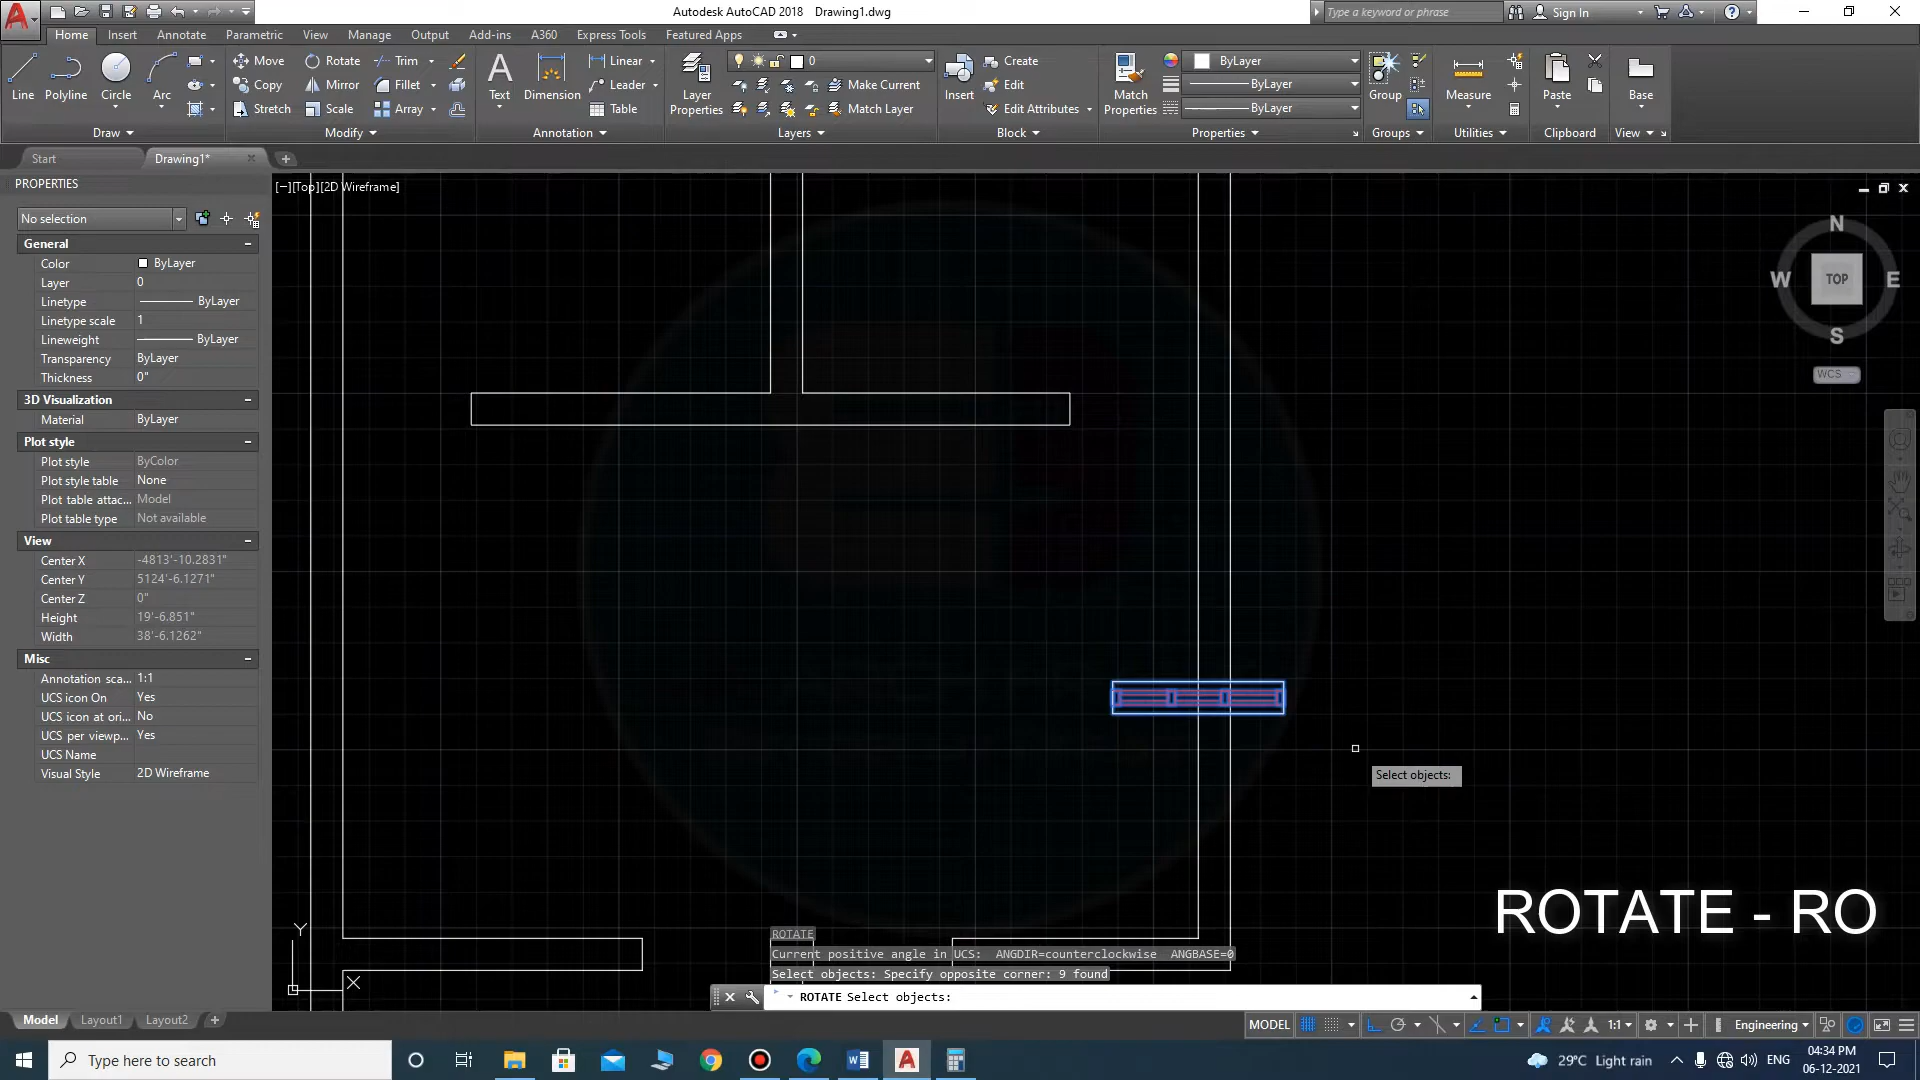 Autodesk AutoCAD 2018 Drawing1.dwg
Type a keyword or phrase
Sign In
Home Insert Annotate Parametric View Manage Output Add-ins A360 Express Tools Featured Apps
Move Rotate Trim Linear 0 Create ByLayer
Copy Mirror Fillet Leader Make Current Edit ByLayer
Line Polyline Circle Arc Text Dimension Layer Properties Insert Match Properties Group Measure Paste Base
Stretch Scale Array Table Match Layer Edit Attributes ByLayer
Draw Modify Annotation Layers Block Properties Groups Utilities Clipboard View
Start Drawing1*
PROPERTIES
[−][Top][2D Wireframe]
No selection
General
Color ByLayer
Layer 0
Linetype ByLayer
Linetype scale 1
Lineweight ByLayer
Transparency ByLayer
Thickness 0"
3D Visualization
Material ByLayer
Plot style
Plot style ByColor
Plot style table None
Plot table attac... Model
Plot table type Not available
View
Center X -4813'-10.2831"
Center Y 5124'-6.1271"
Center Z 0"
Height 19'-6.851"
Width 38'-6.1262"
Misc
Annotation sca... 1:1
UCS icon On Yes
UCS icon at ori... No
UCS per viewp... Yes
UCS Name
Visual Style 2D Wireframe
N
W TOP E
S
WCS
Select objects:
ROTATE - RO
Y
X
ROTATE
Current positive angle in UCS: ANGDIR=counterclockwise ANGBASE=0
Select objects: Specify opposite corner: 9 found
ROTATE Select objects:
Model Layout1 Layout2
MODEL 1:1 Engineering
Type here to search
29°C Light rain ENG 04:34 PM
06-12-2021